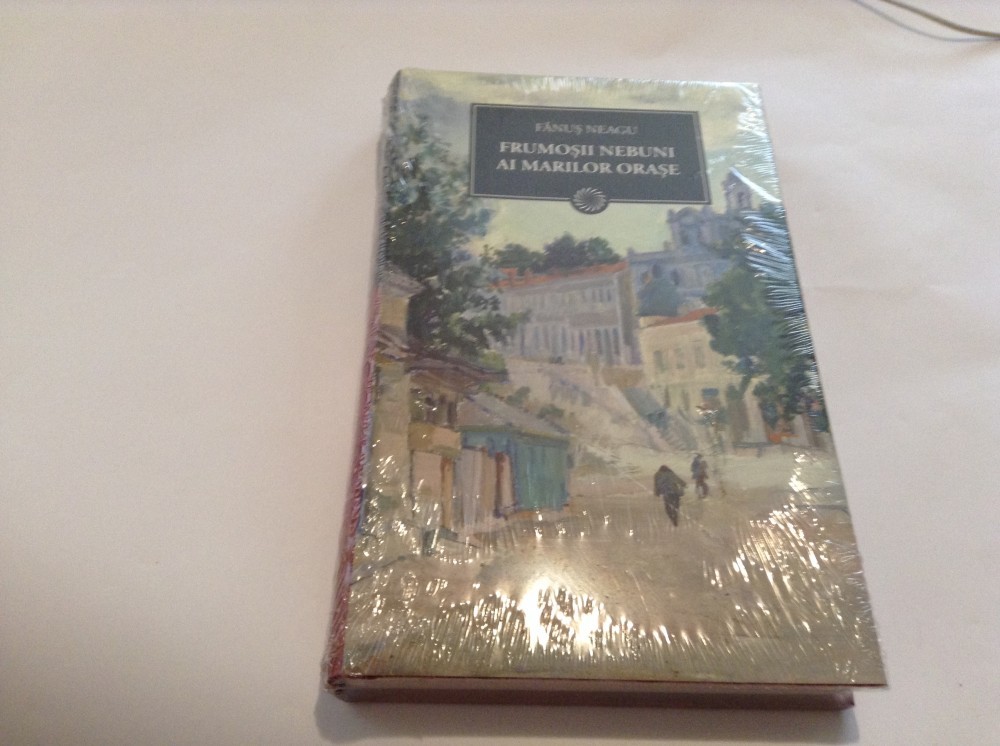 FĂNUȘ NEAGU
FRUMOȘII NEBUNI
AI MARILOR ORAȘE